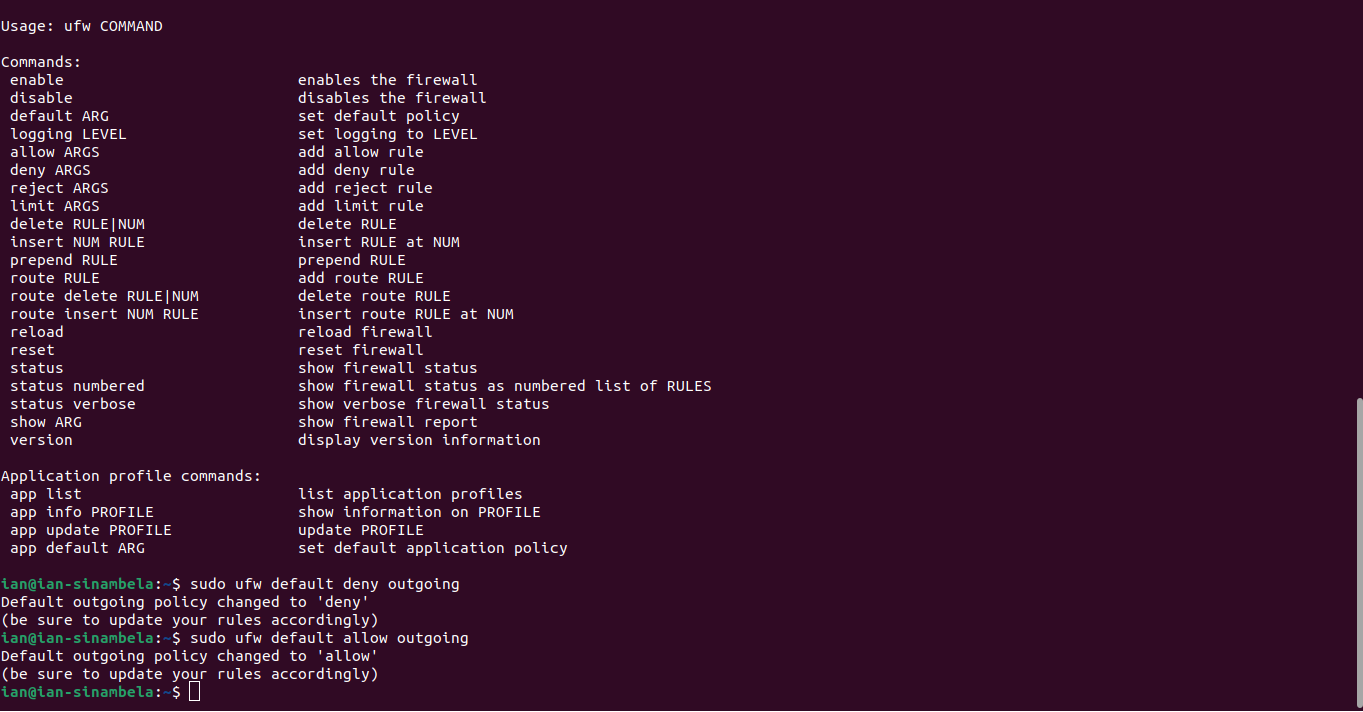 Usage: ufw COMMAND
Commands:
enable enables the firewall
disable disables the firewall
default ARG set default policy
logging LEVEL set logging to LEVEL
allow ARGS add allow rule
deny ARGS add deny rule
reject ARGS add reject rule
limit ARGS add limit rule
delete RULE|NUM delete RULE
insert NUM RULE insert RULE at NUM
prepend RULE prepend RULE
route RULE add route RULE
route delete RULE|NUM delete route RULE
route insert NUM RULE insert route RULE at NUM
reload reload firewall
reset reset firewall
status show firewall status
status numbered show firewall status as numbered list of RULES
status verbose show verbose firewall status
show ARG show firewall report
version display version information
Application profile commands:
app list list application profiles
app info PROFILE show information on PROFILE
app update PROFILE update PROFILE
app default ARG set default application policy
ian@ian-sinambela:~$ sudo ufw default deny outgoing
Default outgoing policy changed to 'deny'
(be sure to update your rules accordingly)
ian@ian-sinambela:~$ sudo ufw default allow outgoing
Default outgoing policy changed to 'allow'
(be sure to update your rules accordingly)
ian@ian-sinambela:~$